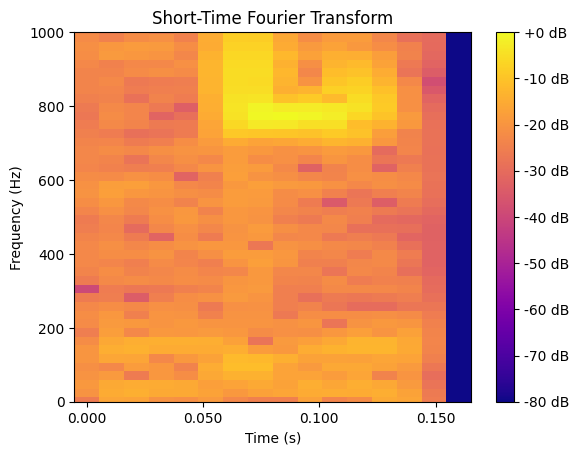 Short-Time Fourier Transform
1000
800
600
400
200
0
Frequency (Hz)
0.000
0.050
0.100
0.150
Time (s)
+0 dB
-10 dB
-20 dB
-30 dB
-40 dB
-50 dB
-60 dB
-70 dB
-80 dB